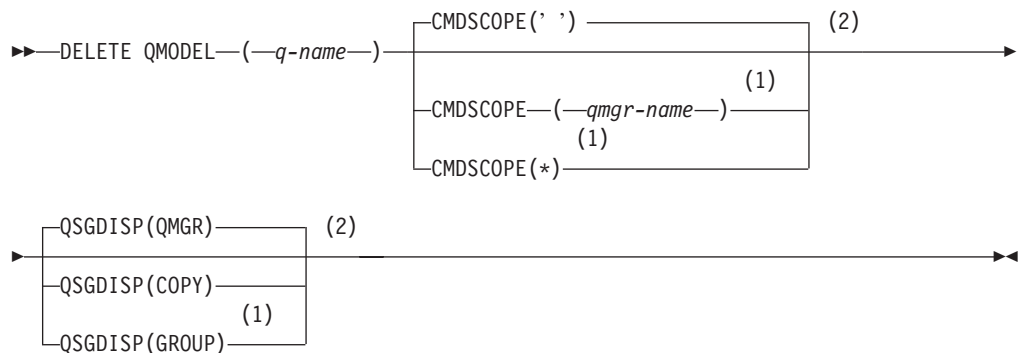 CMDSCOPE(' ') (2)
DELETE QMODEL ( q-name )
(1)
CMDSCOPE ( qmgr-name )
(1)
CMDSCOPE(*)
QSGDISP(QMGR) (2)
QSGDISP(COPY)
(1)
QSGDISP(GROUP)